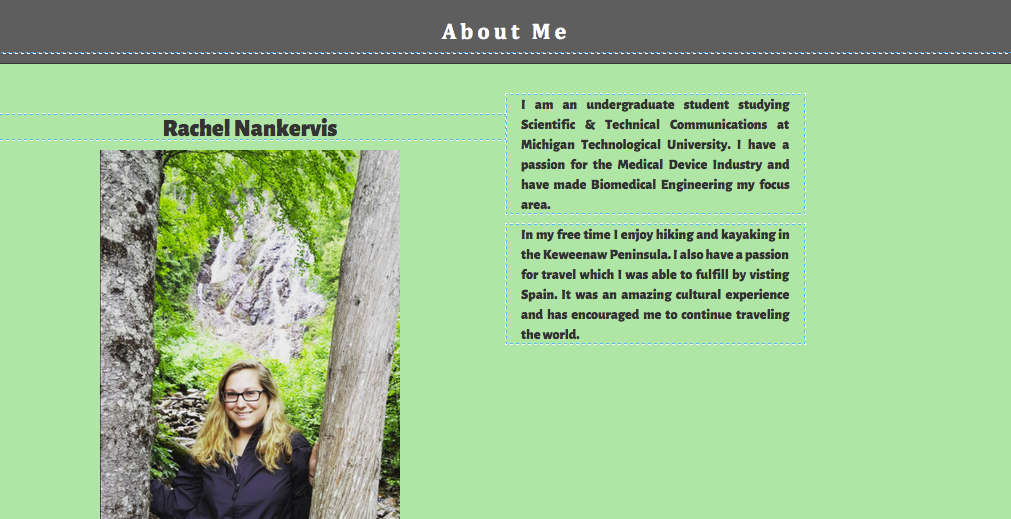 About Me
Rachel Nankervis
I am an undergraduate student studying
Scientific & Technical Communications at
Michigan Technological University. I have a
passion for the Medical Device Industry and
have made Biomedical Engineering my focus
area.
In my free time I enjoy hiking and kayaking in
the Keweenaw Peninsula. I also have a passion
for travel which I was able to fulfill by visting
Spain. It was an amazing cultural experience
and has encouraged me to continue traveling
the world.